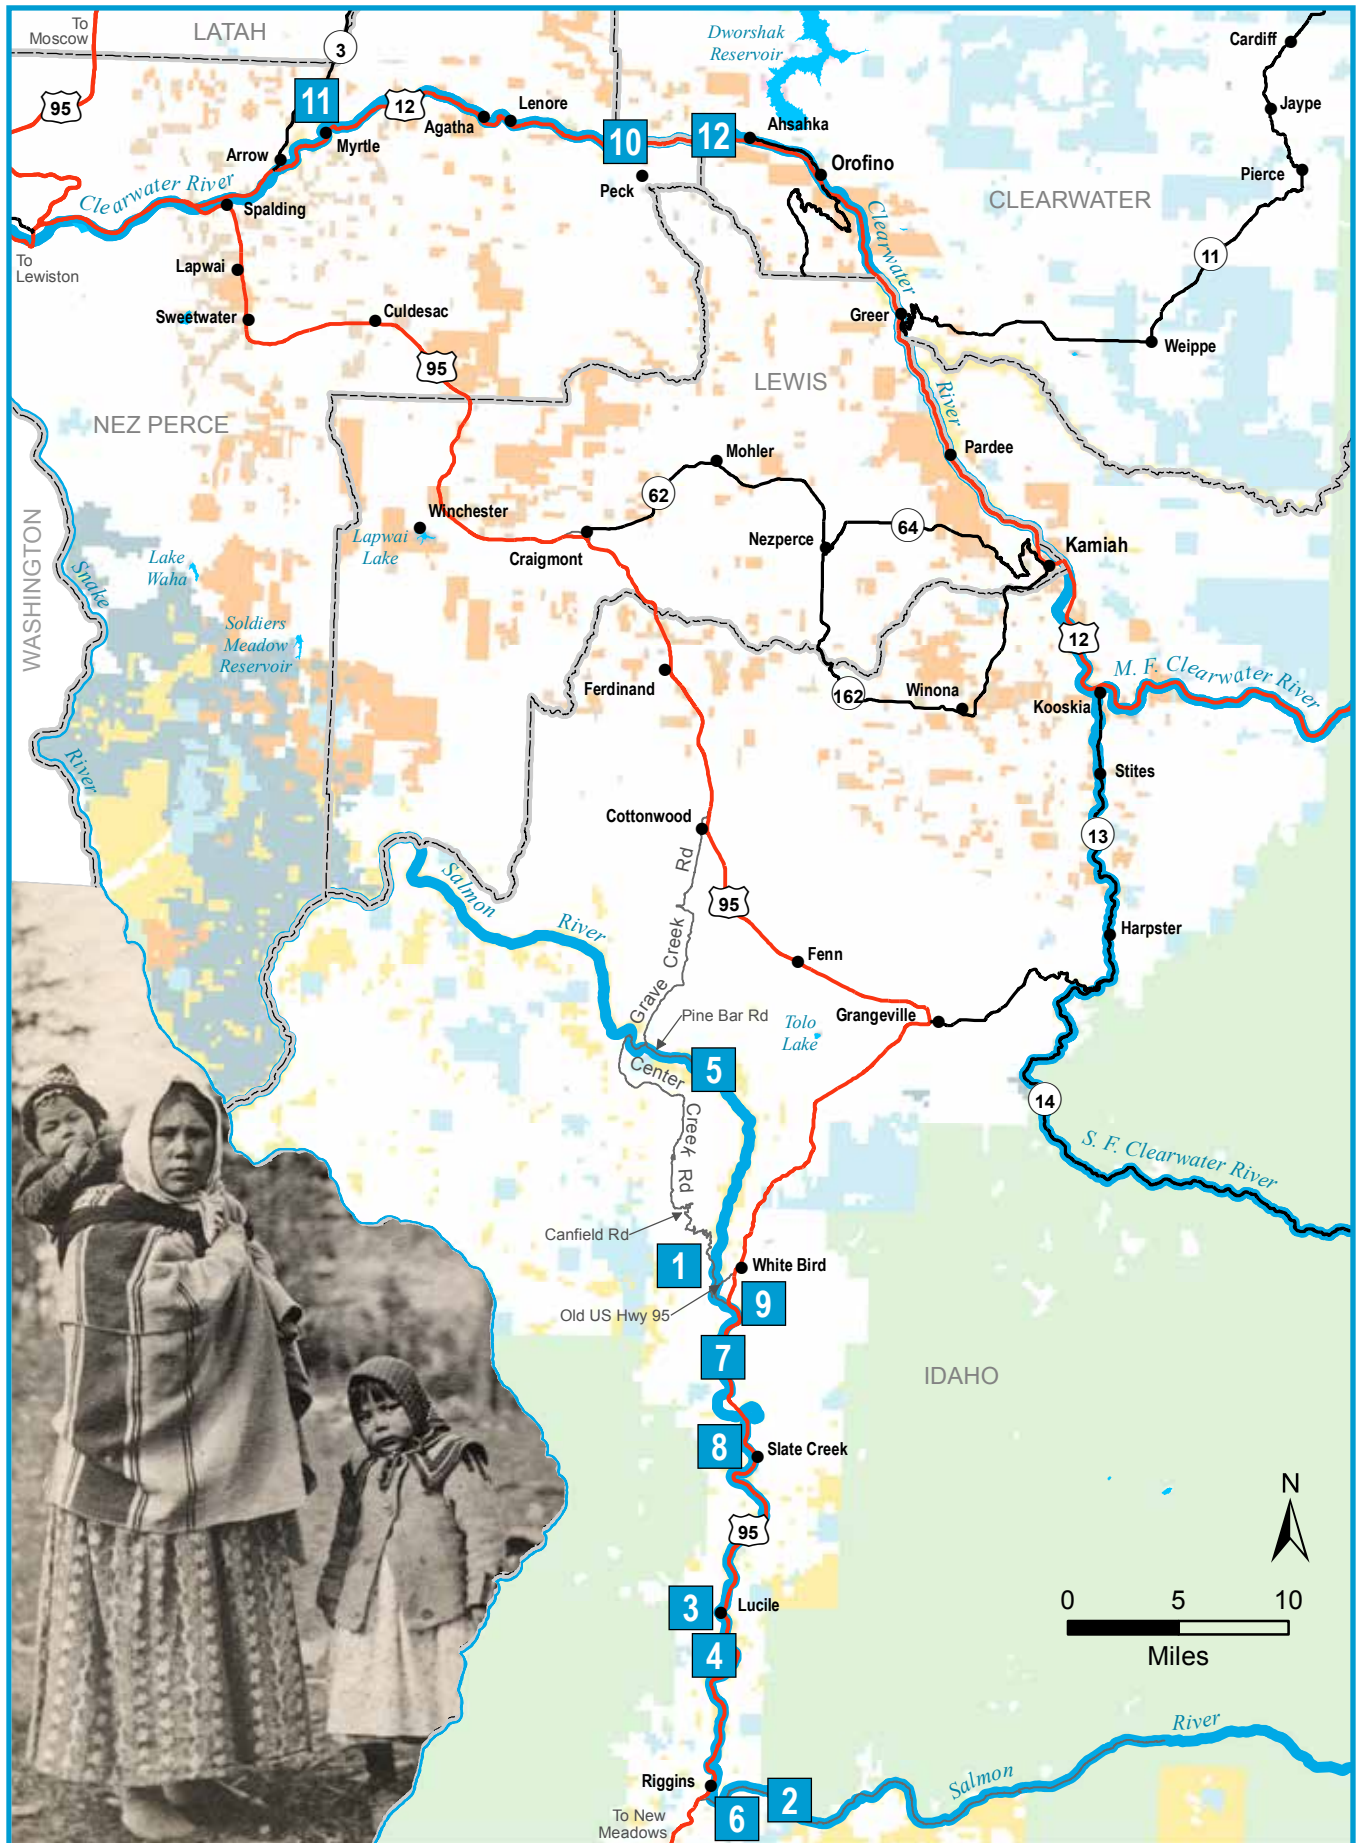 To
Moscow
LATAH
3
Dworshak
Reservoir
Cardiff
95
11
12
Lenore
Agatha
Jaype
Myrtle
Arrow
10
12
Ahsahka
Orofino
Peck
Pierce
Clearwater River
Spalding
CLEARWATER
Clearwater
River
11
To
Lewiston
Lapwai
Sweetwater
Culdesac
Greer
Weippe
95
LEWIS
NEZ PERCE
Mohler
Pardee
62
Winchester
Lapwai
Lake
Craigmont
Nezperce
64
Kamiah
WASHINGTON
Snake
River
Lake
Waha
Soldiers
Meadow
Reservoir
12
M. F. Clearwater River
Ferdinand
162
Winona
Kooskia
Stites
Cottonwood
13
Salmon
River
95
Grave Creek Rd
Harpster
Fenn
Pine Bar Rd
Tolo
Lake
Grangeville
5
Center
Creek Rd
14
S. F. Clearwater River
Canfield Rd
1
White Bird
Old US Hwy 95
9
7
IDAHO
8
Slate Creek
N
95
3
Lucile
4
0
5
10
Miles
River
Salmon
Riggins
2
6
To New
Meadows